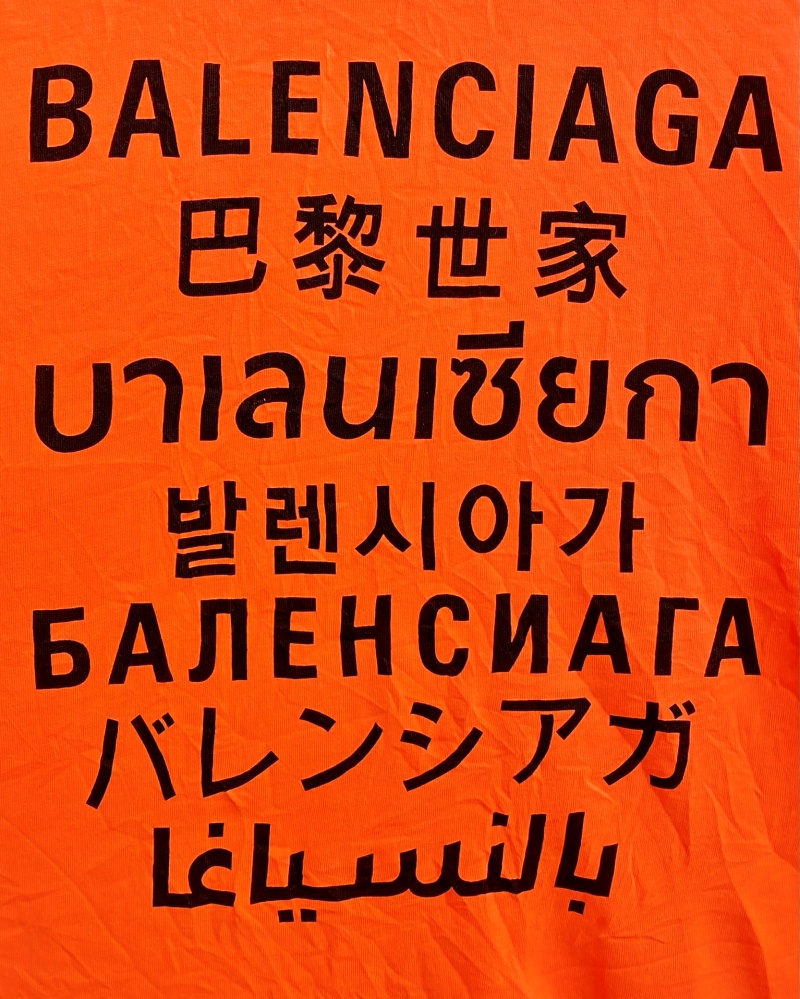 BALENCIAGA
巴黎世家
บาเลนเซียกา
발렌시아가
БАЛЕНСИАГА
バレンシアガ
بالنسياغا